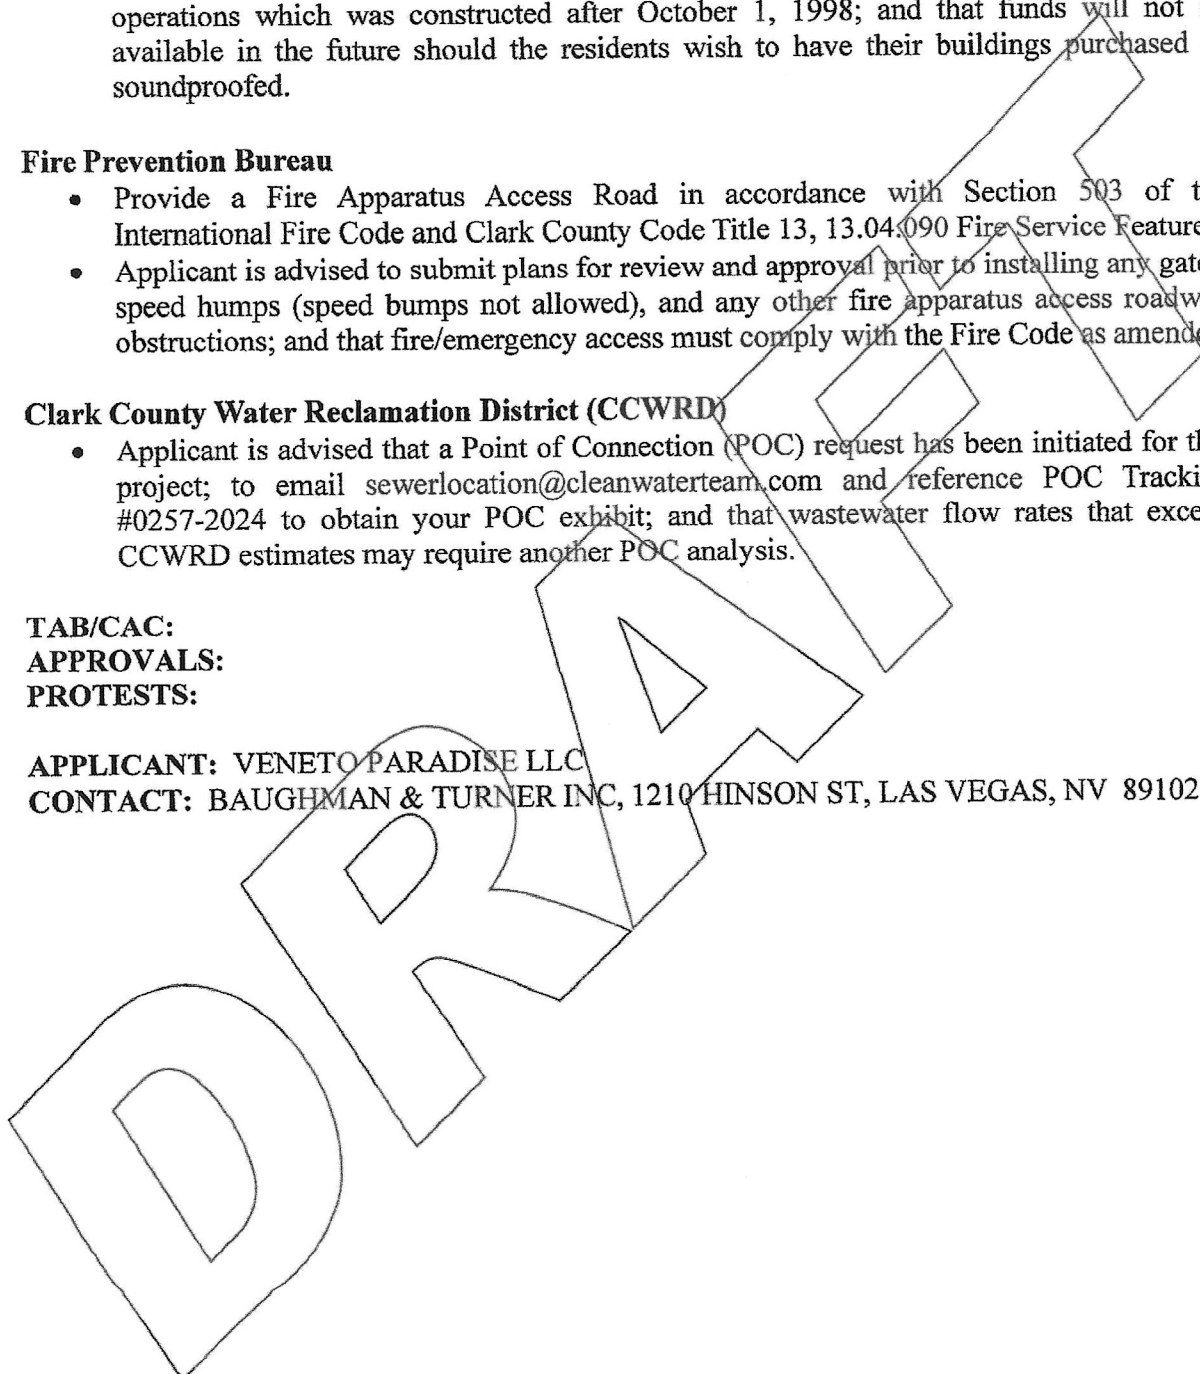 operations which was constructed after October 1, 1998; and that funds will not
available in the future should the residents wish to have their buildings purchased
soundproofed.
Fire Prevention Bureau
• Provide a Fire Apparatus Access Road in accordance with Section 503 of t
International Fire Code and Clark County Code Title 13, 13.04.090 Fire Service Feature
• Applicant is advised to submit plans for review and approval prior to installing any gate
speed humps (speed bumps not allowed), and any other fire apparatus access roadw
obstructions; and that fire/emergency access must comply with the Fire Code as amende
Clark County Water Reclamation District (CCWRD)
• Applicant is advised that a Point of Connection (POC) request has been initiated for th
project; to email sewerlocation@cleanwaterteam.com and reference POC Tracki
#0257-2024 to obtain your POC exhibit; and that wastewater flow rates that excee
CCWRD estimates may require another POC analysis.
TAB/CAC:
APPROVALS:
PROTESTS:
APPLICANT: VENETO PARADISE LLC
CONTACT: BAUGHMAN & TURNER INC, 1210 HINSON ST, LAS VEGAS, NV 89102
DRAFT